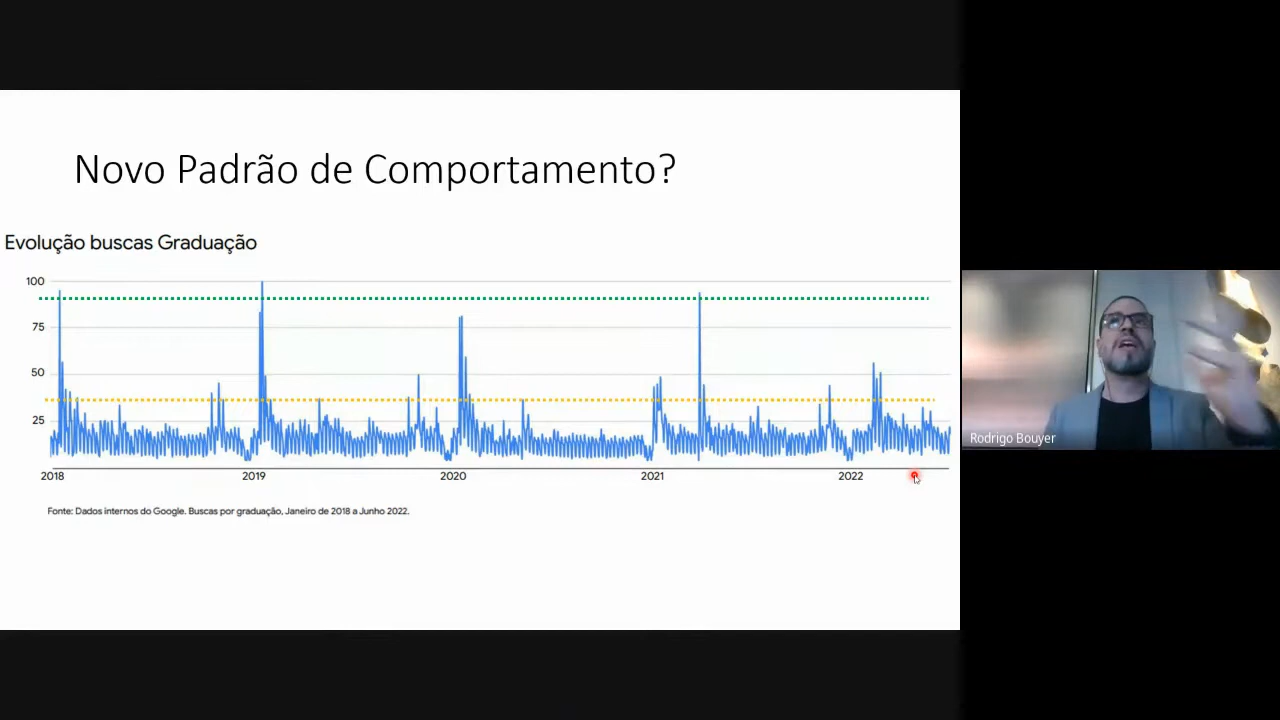 Novo Padrão de Comportamento?
Evolução buscas Graduação
100
75
50
25
2018 2019 2020 2021 2022
Fonte: Dados internos do Google. Buscas por graduação, Janeiro de 2018 a Junho 2022.
Rodrigo Bouyer